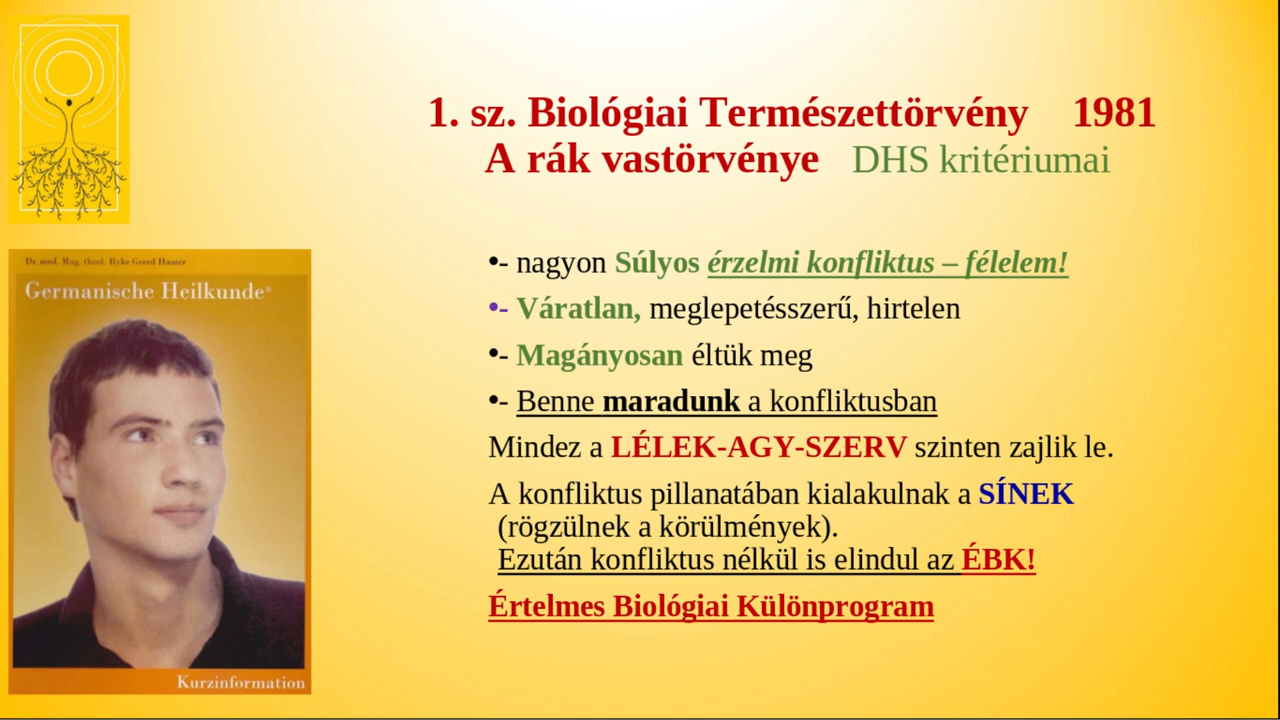 1. sz. Biológiai Természettörvény 1981
A rák vastörvénye DHS kritériumai
•- nagyon Súlyos érzelmi konfliktus – félelem!
•- Váratlan, meglepetésszerű, hirtelen
•- Magányosan éltük meg
•- Benne maradunk a konfliktusban
Mindez a LÉLEK-AGY-SZERV szinten zajlik le.
A konfliktus pillanatában kialakulnak a SÍNEK
(rögzülnek a körülmények).
Ezután konfliktus nélkül is elindul az ÉBK!
Értelmes Biológiai Különprogram
Dr. med. Mag. theol. Ryke Geerd Hamer
Germanische Heilkunde®
Kurzinformation